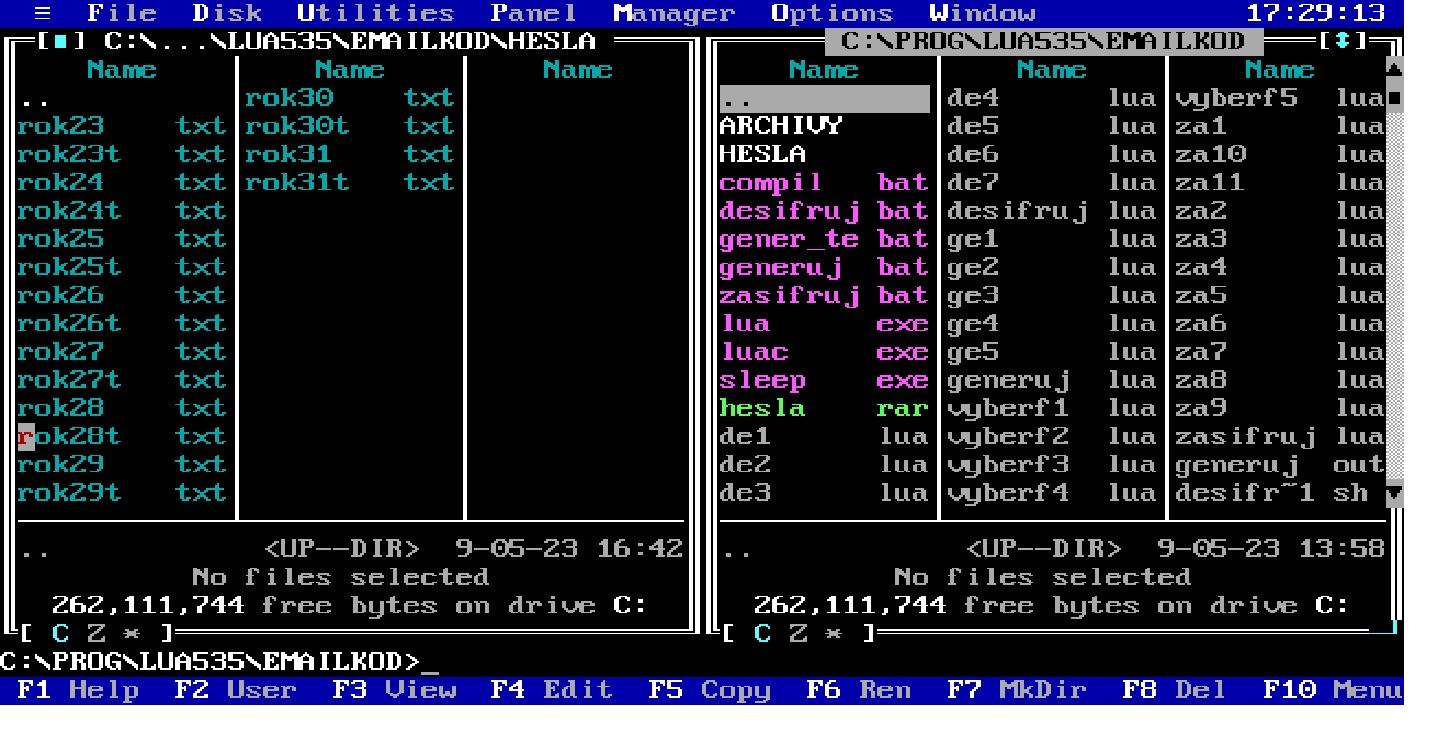 ≡ File Disk Utilities Panel Manager Options Window 17:29:13
[■] C:\...\LUA535\EMAILKOD\HESLA C:\PROG\LUA535\EMAILKOD [↕]
Name Name Name Name Name Name
.. rok30 txt .. de4 lua vyberf5 lua
rok23 txt rok30t txt ARCHIVY de5 lua za1 lua
rok23t txt rok31 txt HESLA de6 lua za10 lua
rok24 txt rok31t txt compil bat de7 lua za11 lua
rok24t txt desifruj bat desifruj lua za2 lua
rok25 txt gener_te bat ge1 lua za3 lua
rok25t txt generuj bat ge2 lua za4 lua
rok26 txt zasifruj bat ge3 lua za5 lua
rok26t txt lua exe ge4 lua za6 lua
rok27 txt luac exe ge5 lua za7 lua
rok27t txt sleep exe generuj lua za8 lua
rok28 txt hesla rar vyberf1 lua za9 lua
rok28t txt de1 lua vyberf2 lua zasifruj lua
rok29 txt de2 lua vyberf3 lua generuj out
rok29t txt de3 lua vyberf4 lua desifr~1 sh
.. <UP--DIR> 9-05-23 16:42 .. <UP--DIR> 9-05-23 13:58
No files selected No files selected
262,111,744 free bytes on drive C: 262,111,744 free bytes on drive C:
[ C Z * ] [ C Z * ]
C:\PROG\LUA535\EMAILKOD>_
F1 Help F2 User F3 View F4 Edit F5 Copy F6 Ren F7 MkDir F8 Del F10 Menu